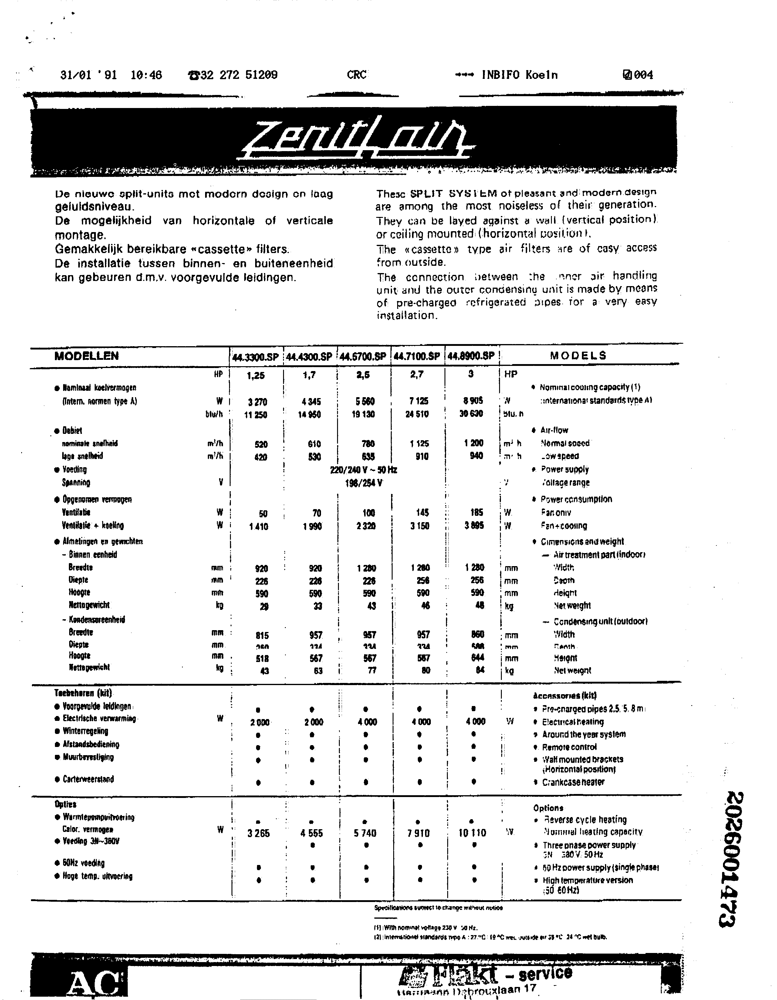 31/01 '91 10:46 ☎32 272 51209 CRC →→→ INBIFO Koeln 004
Zenith air
De nieuwe split-units met modern design en laag
geluidsniveau.
De mogelijkheid van horizontale of verticale
montage.
Gemakkelijk bereikbare «cassette» filters.
De installatie tussen binnen- en buiteneenheid
kan gebeuren d.m.v. voorgevulde leidingen.
These SPLIT SYSTEM of pleasant and modern design
are among the most noiseless of their generation.
They can be layed against a wall (vertical position)
or ceiling mounted (horizontal position).
The «cassette» type air filters are of easy access
from outside.
The connection between the inner air handling
unit and the outer condensing unit is made by means
of pre-charged refrigerated pipes for a very easy
installation.
MODELLEN 44.3300.SP 44.4300.SP 44.5700.SP 44.7100.SP 44.8900.SP MODELS
HP 1,25 1,7 2,5 2,7 3 HP
● Nominaal koelvermogen ● Nominal cooling capacity (1)
(Intern. normen type A) W 3 270 4 345 5 560 7 125 8 905 W (international standards type A)
btu/h 11 250 14 950 19 130 24 510 30 630 btu. h
● Debiet ● Air-flow
nominale snelheid m³/h 520 610 780 1 125 1 200 m³ h Normal speed
lage snelheid m³/h 420 530 635 910 940 m³ h Low speed
● Voeding 220/240 V ~ 50 Hz ● Power supply
Spanning V 198/254 V V Voltage range
● Opgenomen vermogen ● Power consumption
Ventilatie W 50 70 100 145 185 W Fan only
Ventilatie + koeling W 1 410 1 990 2 320 3 150 3 895 W Fan + cooling
● Afmetingen en gewichten ● Dimensions and weight
– Binnen eenheid — Air treatment part (indoor)
Breedte mm 920 920 1 280 1 280 1 280 mm Width
Diepte mm 226 226 226 256 256 mm Depth
Hoogte mm 590 590 590 590 590 mm Height
Nettogewicht kg 29 33 43 46 48 kg Net weight
– Kondensoreenheid — Condensing unit (outdoor)
Breedte mm 815 957 957 957 860 mm Width
Diepte mm 334 334 334 mm Depth
Hoogte mm 518 567 567 567 644 mm Height
Nettogewicht kg 43 63 77 80 84 kg Net weight
Toebehoren (kit) Accessories (kit)
● Voorgevulde leidingen ● ● ● ● ● ● Pre-charged pipes 2,5. 5. 8 m
● Electrische verwarming W 2 000 2 000 4 000 4 000 4 000 W ● Electrical heating
● Winterregeling ● ● ● ● ● ● Around the year system
● Afstandsbediening ● ● ● ● ● ● Remote control
● Muurbevestiging ● ● ● ● ● ● Wall mounted brackets
(Horizontal position)
● Carterweerstand ● ● ● ● ● ● Crankcase heater
Opties Options
● Warmtepompuitvoering ● ● ● ● ● ● Reverse cycle heating
Calor. vermogen W 3 265 4 555 5 740 7 910 10 110 W Nominal heating capacity
● Voeding 3N~380V ● ● ● ● ● Three phase power supply
3N 380 V. 50 Hz
● 60Hz voeding ● ● ● ● ● ● 60 Hz power supply (single phase)
● Hoge temp. uitvoering ● ● ● ● ● ● High temperature version
(50 60 Hz)
Specifications subject to change without notice
(1) With nominal voltage 230 V 50 Hz.
(2) International standards type A : 27 °C 19 °C wet, outside air 35 °C 24 °C wet bulb.
2026001473
AC
Fläkt – service
Hermann Debrouxlaan 17